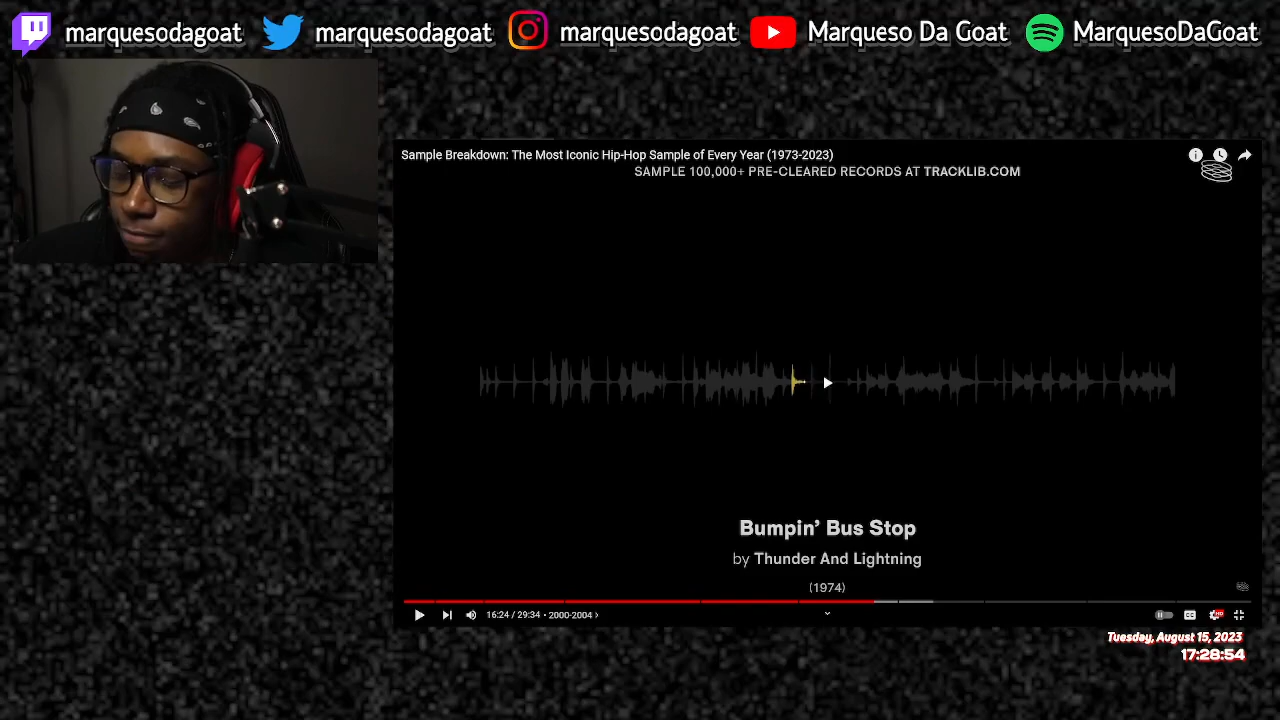 marquesodagoat
marquesodagoat
marquesodagoat
Marqueso Da Goat
MarquesoDaGoat
Sample Breakdown: The Most Iconic Hip-Hop Sample of Every Year (1973-2023)
SAMPLE 100,000+ PRE-CLEARED RECORDS AT TRACKLIB.COM
Bumpin’ Bus Stop
by Thunder And Lightning
(1974)
16:24 / 29:34 • 2000-2004 ›
CC
HD
Tuesday, August 15, 2023
17:28:54